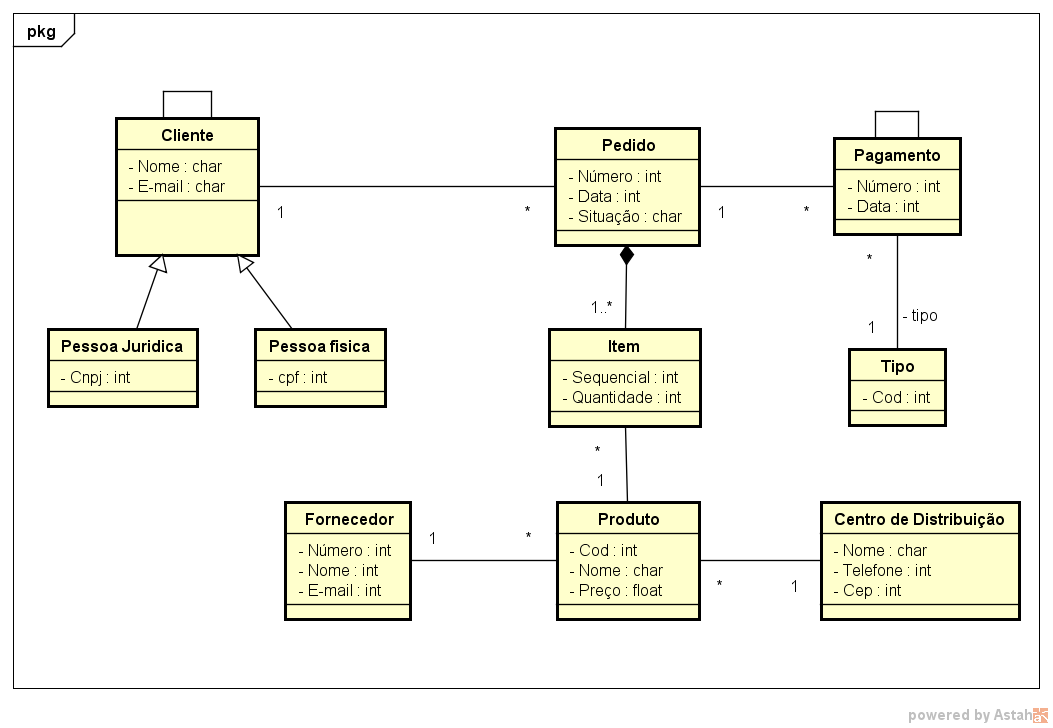 pkg
Cliente
- Nome : char
- E-mail : char
Pedido
- Número : int
- Data : int
- Situação : char
Pagamento
- Número : int
- Data : int
1
*
1
*
*
1
- tipo
1..*
Pessoa Juridica
- Cnpj : int
Pessoa fisica
- cpf : int
Item
- Sequencial : int
- Quantidade : int
Tipo
- Cod : int
*
1
Fornecedor
- Número : int
- Nome : int
- E-mail : int
1
*
Produto
- Cod : int
- Nome : char
- Preço : float
*
1
Centro de Distribuição
- Nome : char
- Telefone : int
- Cep : int
powered by Astah